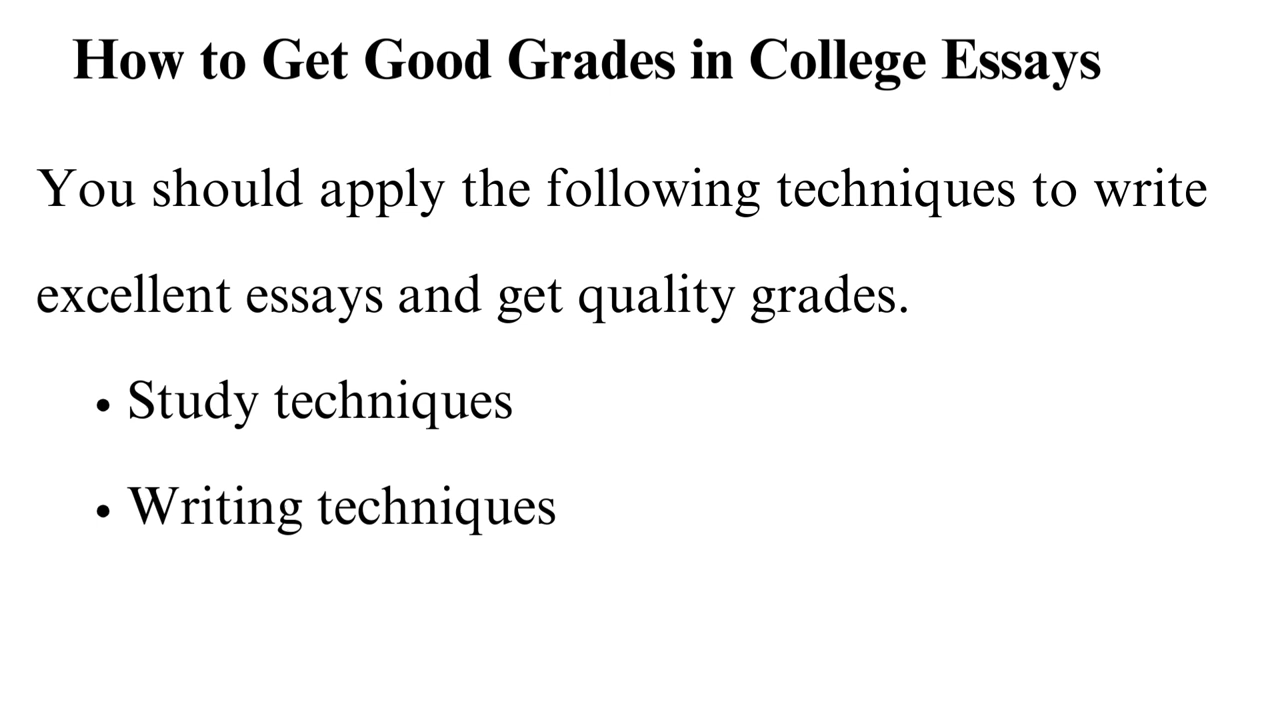 How to Get Good Grades in College Essays
You should apply the following techniques to write
excellent essays and get quality grades.
• Study techniques
• Writing techniques